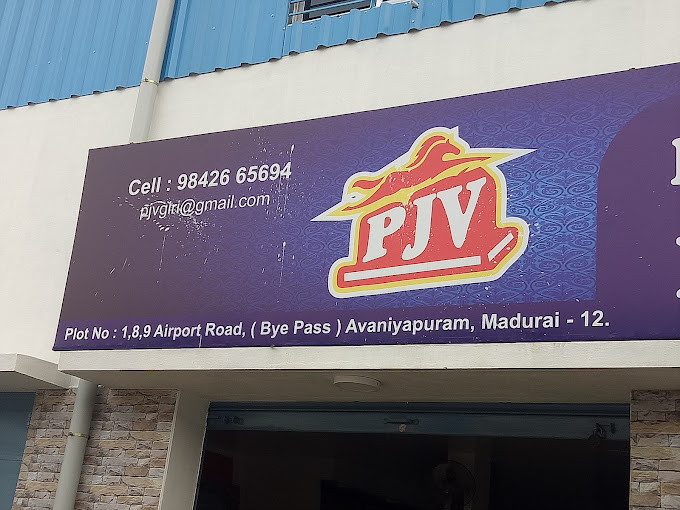 Cell : 98426 65694
pjvgiri@gmail.com
PJV
Plot No : 1,8,9 Airport Road, ( Bye Pass ) Avaniyapuram, Madurai - 12.